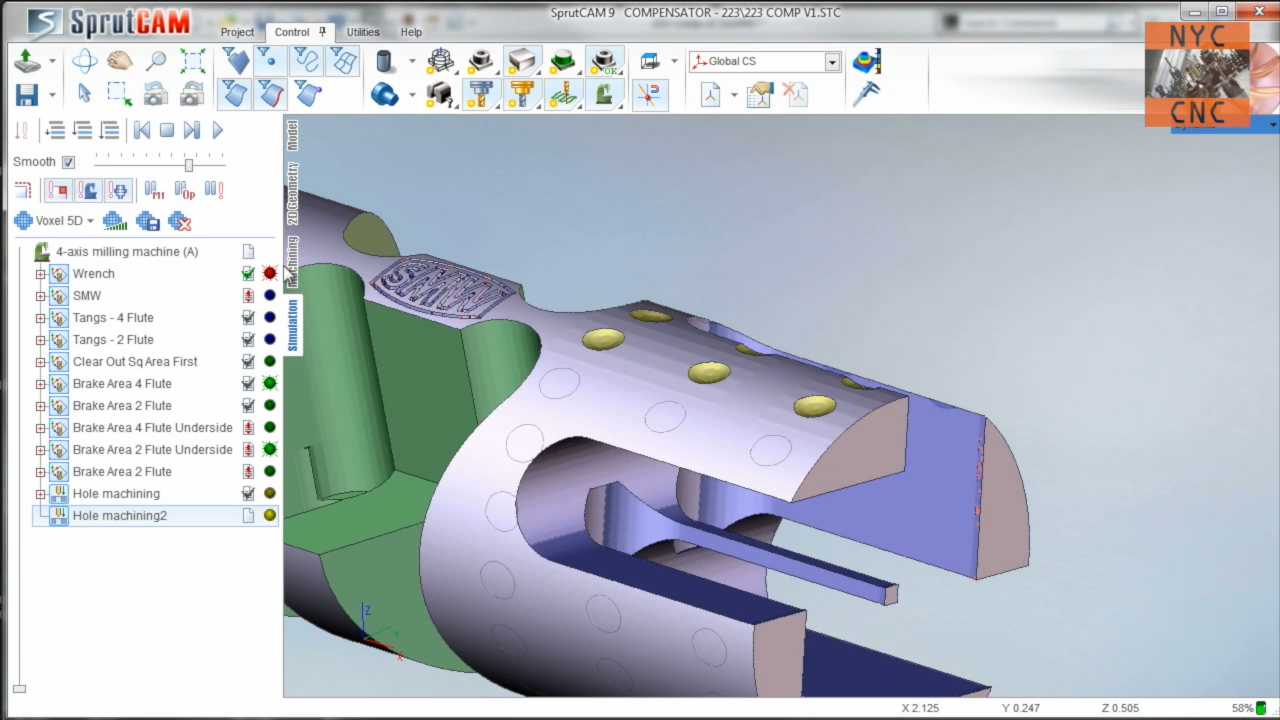 SprutCAM 9   COMPENSATOR - 223\223 COMP V1.STC
SprutCAM
Project Control Utilities Help
NYC
CNC
Global CS
OK
Model
2D Geometry
Machining
Simulation
Smooth
M1 Op
Voxel 5D
4-axis milling machine (A)
Wrench
SMW
Tangs - 4 Flute
Tangs - 2 Flute
Clear Out Sq Area First
Brake Area 4 Flute
Brake Area 2 Flute
Brake Area 4 Flute Underside
Brake Area 2 Flute Underside
Brake Area 2 Flute
Hole machining
Hole machining2
SMW
Z
Y
X
X 2.125 Y 0.247 Z 0.505 58%